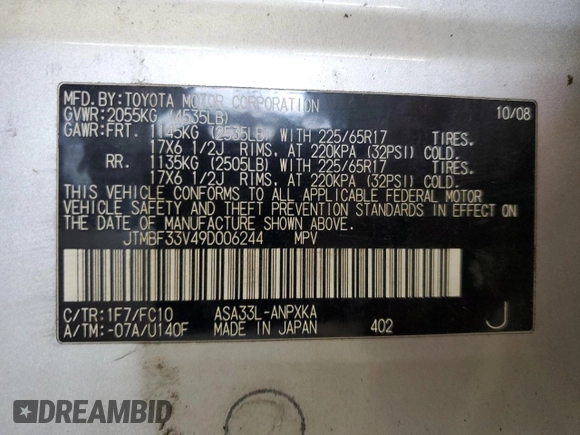 MFD.BY:TOYOTA MOTOR CORPORATION 10/08
GVWR:2055KG (4535LB)
GAWR:FRT. 1145KG (2535LB) WITH 225/65R17 TIRES.
17X6 1/2J RIMS, AT 220KPA (32PSI) COLD.
RR. 1135KG (2505LB) WITH 225/65R17 TIRES,
17X6 1/2J RIMS, AT 220KPA (32PSI) COLD.
THIS VEHICLE CONFORMS TO ALL APPLICABLE FEDERAL MOTOR
VEHICLE SAFETY AND THEFT PREVENTION STANDARDS IN EFFECT ON
THE DATE OF MANUFACTURE SHOWN ABOVE.
JTMBF33V49D006244 MPV
C/TR:1F7/FC10 ASA33L-ANPXKA
A/TM:-07A/U140F MADE IN JAPAN 402 J
DREAMBID